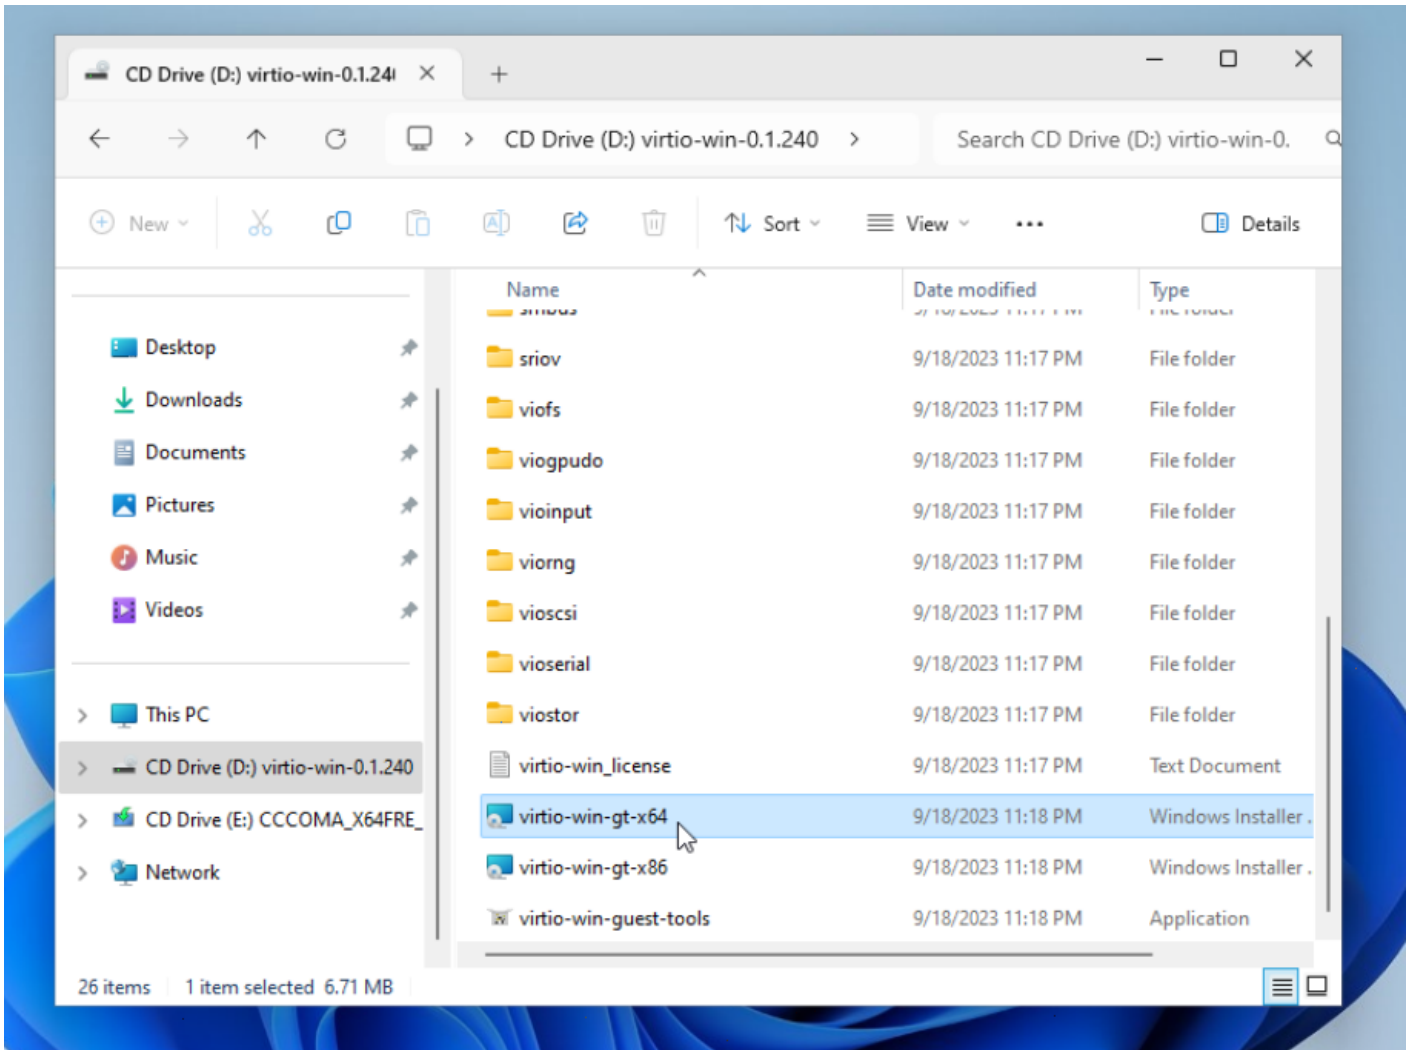 CD Drive (D:) virtio-win-0.1.24
CD Drive (D:) virtio-win-0.1.240
Search CD Drive (D:) virtio-win-0.
New
Sort
View
Details
Name Date modified Type
Desktop
Downloads
Documents
Pictures
Music
Videos
This PC
CD Drive (D:) virtio-win-0.1.240
CD Drive (E:) CCCOMA_X64FRE_
Network
smbus 9/18/2023 11:17 PM File folder
sriov 9/18/2023 11:17 PM File folder
viofs 9/18/2023 11:17 PM File folder
viogpudo 9/18/2023 11:17 PM File folder
vioinput 9/18/2023 11:17 PM File folder
viorng 9/18/2023 11:17 PM File folder
vioscsi 9/18/2023 11:17 PM File folder
vioserial 9/18/2023 11:17 PM File folder
viostor 9/18/2023 11:17 PM File folder
virtio-win_license 9/18/2023 11:17 PM Text Document
virtio-win-gt-x64 9/18/2023 11:18 PM Windows Installer .
virtio-win-gt-x86 9/18/2023 11:18 PM Windows Installer .
virtio-win-guest-tools 9/18/2023 11:18 PM Application
26 items 1 item selected 6.71 MB